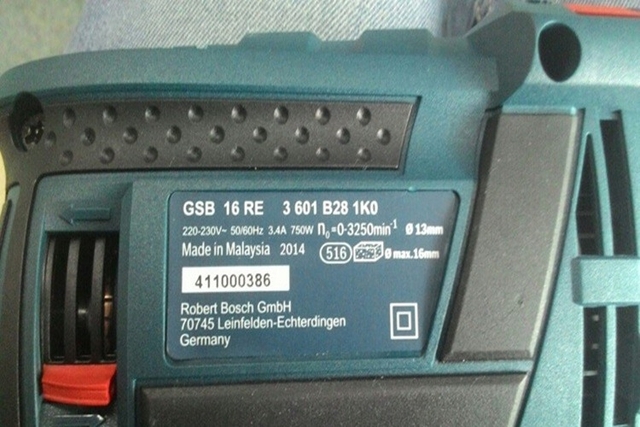 GSB 16 RE 3 601 B28 1K0
220-230V~ 50/60Hz 3.4A 750W n₀=0-3250min⁻¹ Ø 13mm
Made in Malaysia 2014 516 Ø max.16mm
411000386
Robert Bosch GmbH
70745 Leinfelden-Echterdingen
Germany